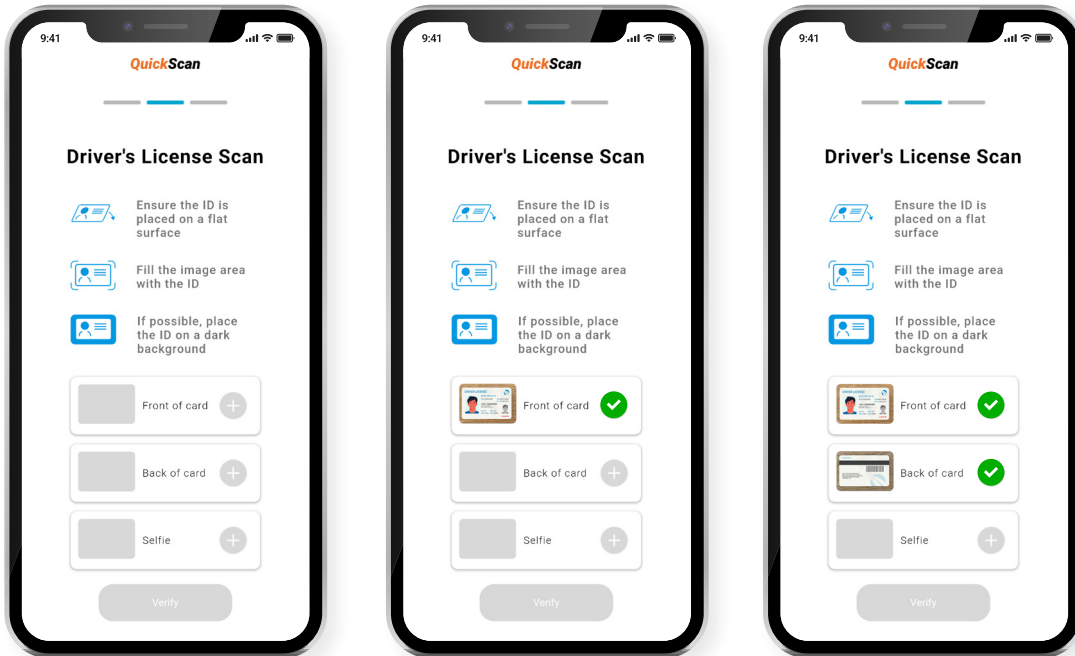 9:41
QuickScan
Driver's License Scan
Ensure the ID is
placed on a flat
surface
Fill the image area
with the ID
If possible, place
the ID on a dark
background
Front of card
Back of card
Selfie
Verify
9:41
QuickScan
Driver's License Scan
Ensure the ID is
placed on a flat
surface
Fill the image area
with the ID
If possible, place
the ID on a dark
background
DRIVER LICENSE
Front of card
Back of card
Selfie
Verify
9:41
QuickScan
Driver's License Scan
Ensure the ID is
placed on a flat
surface
Fill the image area
with the ID
If possible, place
the ID on a dark
background
DRIVER LICENSE
Front of card
Back of card
Selfie
Verify